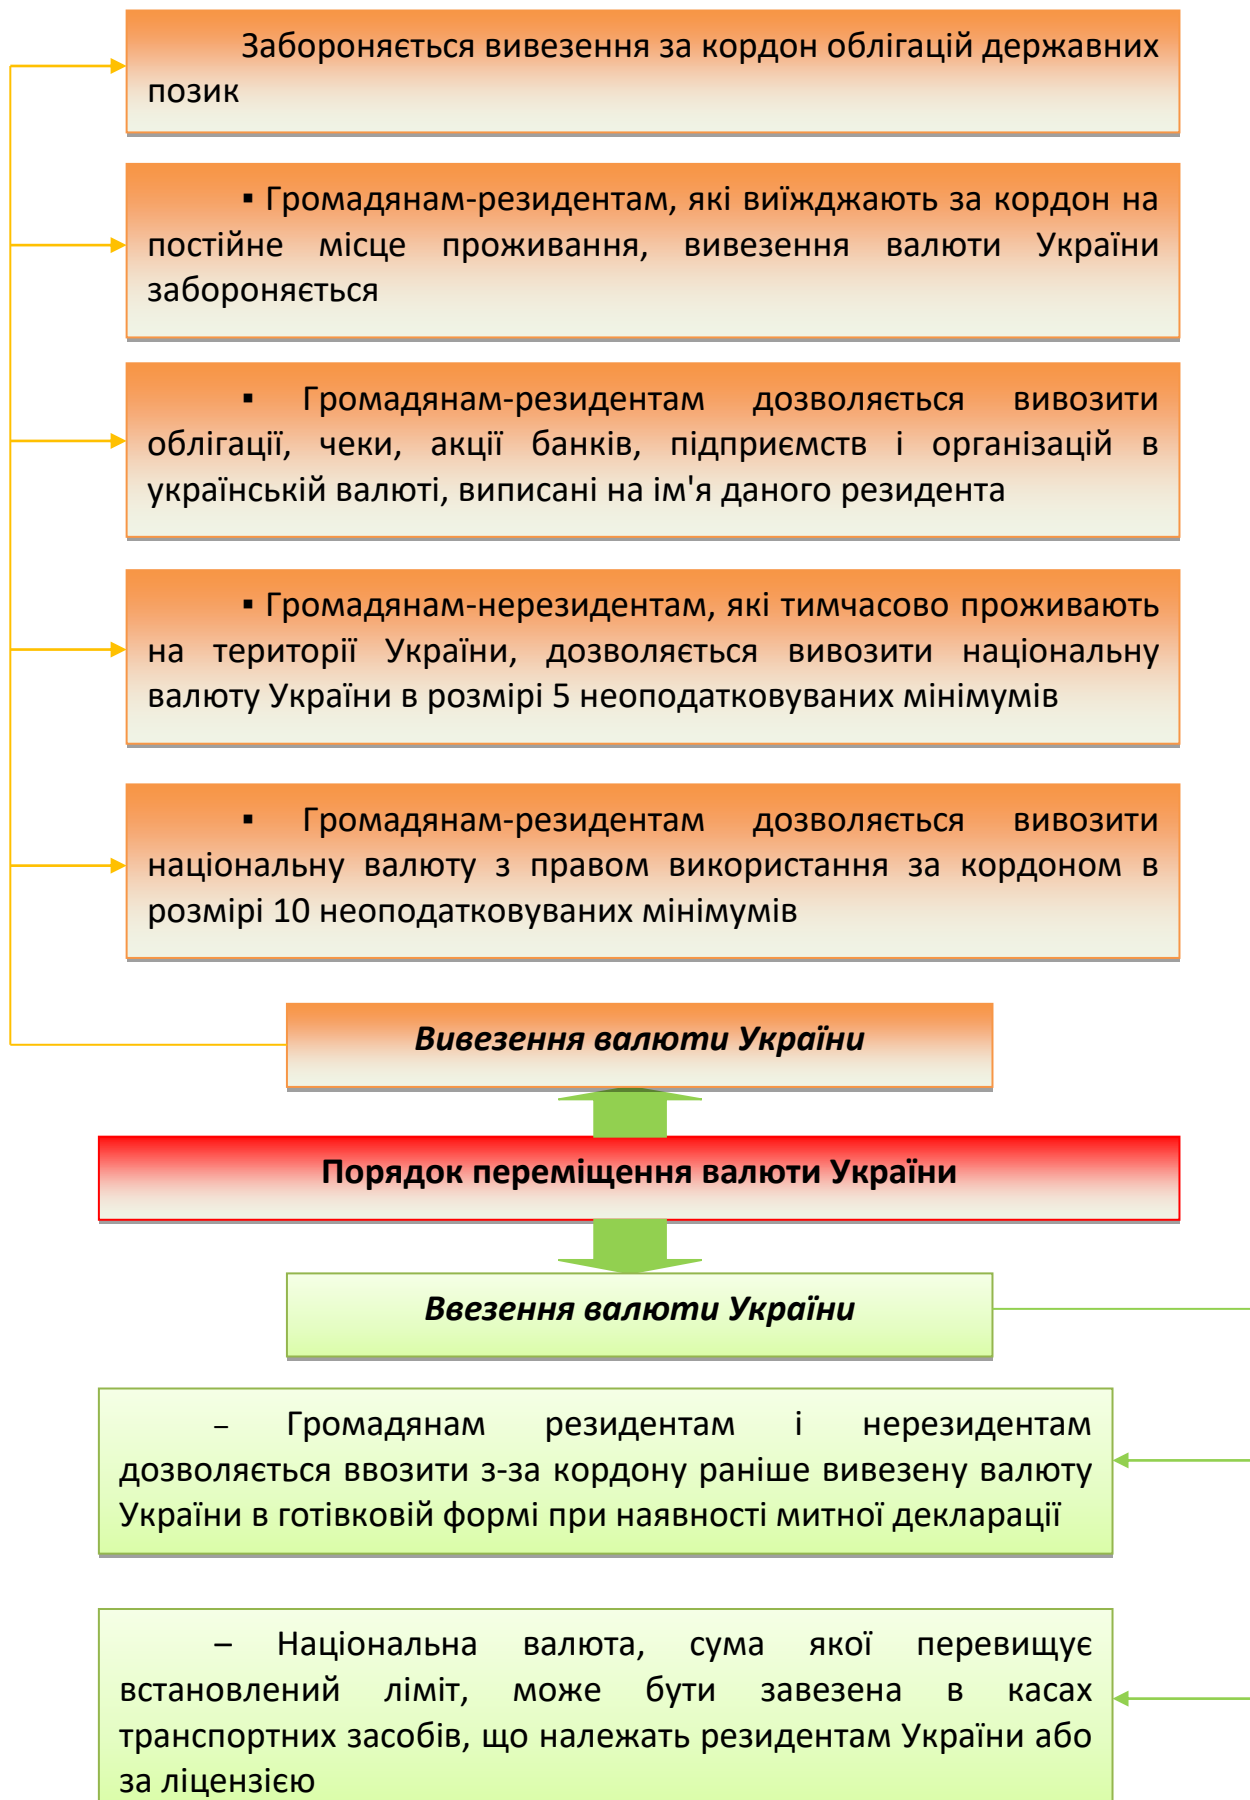 Забороняється вивезення за кордон облігацій державних
позик
▪ Громадянам-резидентам, які виїжджають за кордон на
постійне місце проживання, вивезення валюти України
забороняється
▪ Громадянам-резидентам дозволяється вивозити
облігації, чеки, акції банків, підприємств і організацій в
українській валюті, виписані на ім'я даного резидента
▪ Громадянам-нерезидентам, які тимчасово проживають
на території України, дозволяється вивозити національну
валюту України в розмірі 5 неоподатковуваних мінімумів
▪ Громадянам-резидентам дозволяється вивозити
національну валюту з правом використання за кордоном в
розмірі 10 неоподатковуваних мінімумів
Вивезення валюти України
Порядок переміщення валюти України
Ввезення валюти України
– Громадянам резидентам і нерезидентам
дозволяється ввозити з-за кордону раніше вивезену валюту
України в готівковій формі при наявності митної декларації
– Національна валюта, сума якої перевищує
встановлений ліміт, може бути завезена в касах
транспортних засобів, що належать резидентам України або
за ліцензією